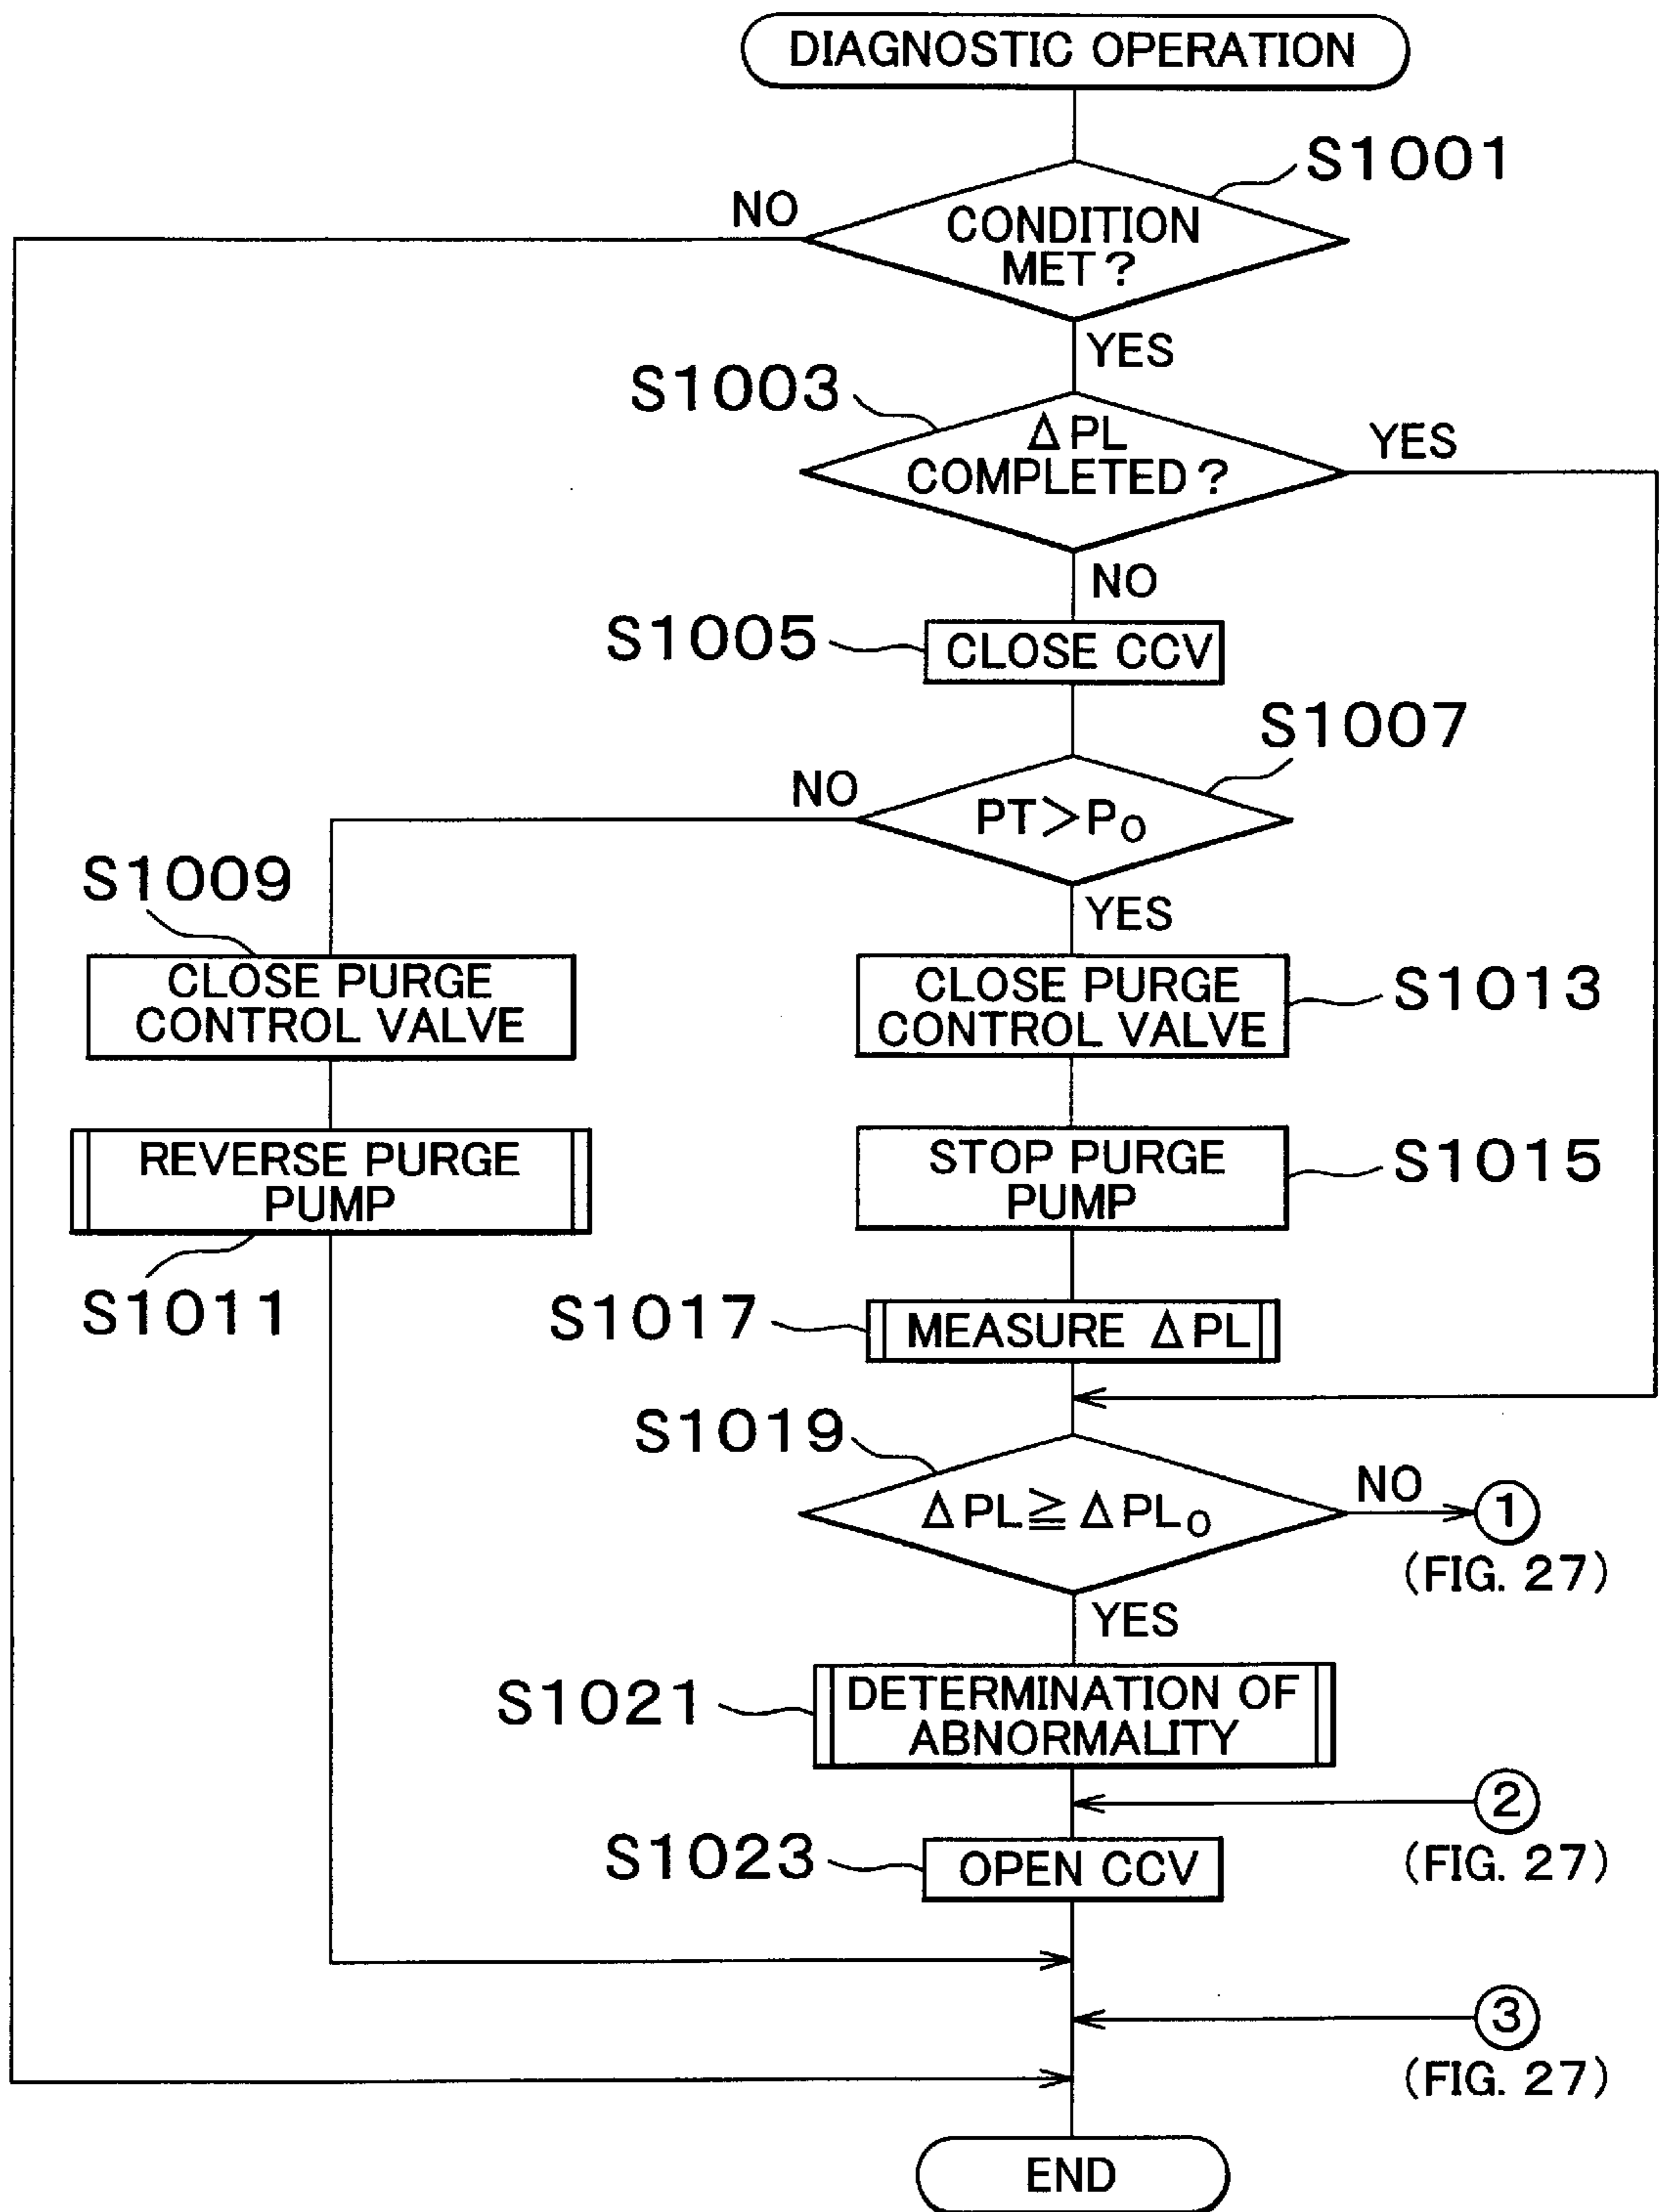 DIAGNOSTIC OPERATION
S1001
NO
CONDITION
MET?
YES
S1003
ΔPL
COMPLETED?
YES
NO
S1005
CLOSE CCV
S1007
NO
PT>P₀
YES
S1009
CLOSE PURGE
CONTROL VALVE
CLOSE PURGE
CONTROL VALVE
S1013
REVERSE PURGE
PUMP
STOP PURGE
PUMP
S1015
S1011
S1017
MEASURE ΔPL
S1019
ΔPL≧ΔPL₀
NO
1
(FIG. 27)
YES
S1021
DETERMINATION OF
ABNORMALITY
2
(FIG. 27)
S1023
OPEN CCV
3
(FIG. 27)
END